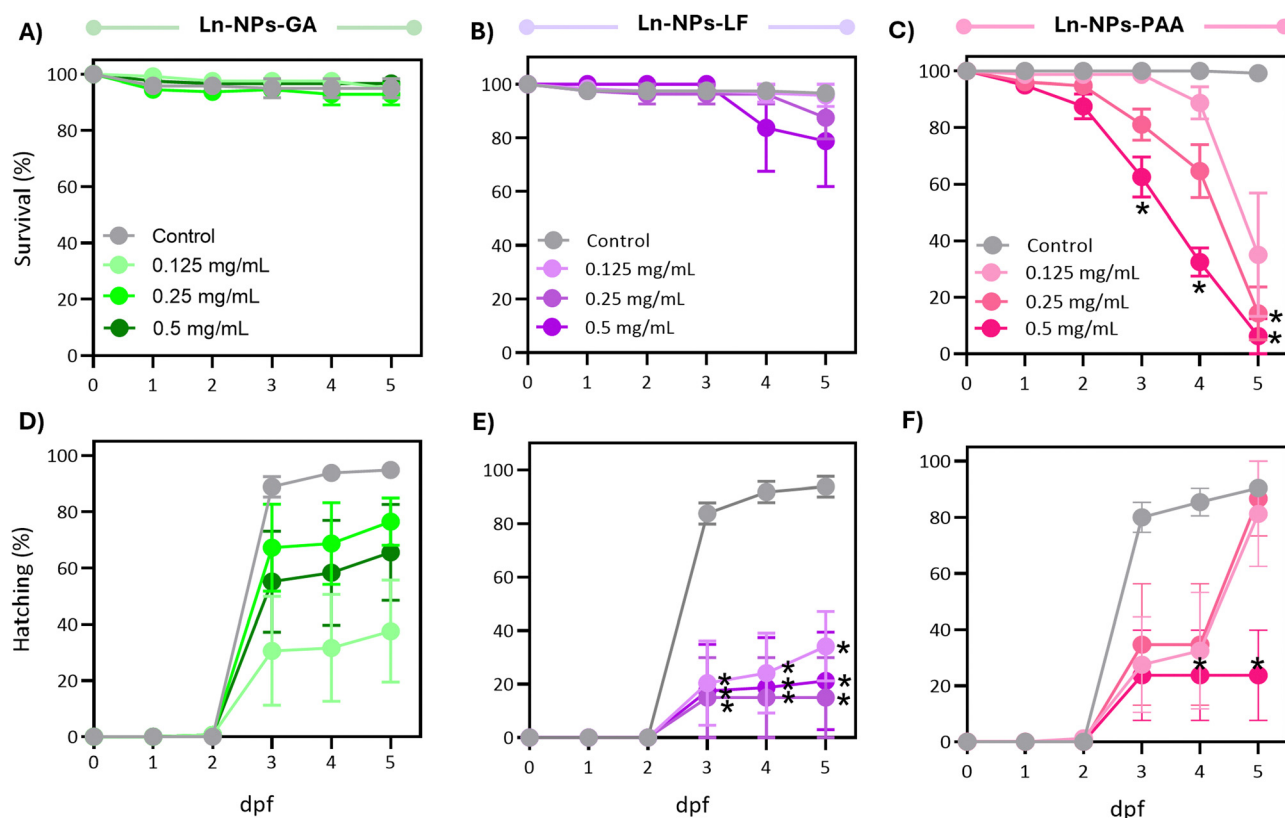 Ln-NPs-GA
Ln-NPs-LF
Ln-NPs-PAA
A)
B)
C)
Survival (%)
100
80
60
40
20
0
Control
0.125 mg/mL
0.25 mg/mL
0.5 mg/mL
0 1 2 3 4 5
100
80
60
40
20
0
Control
0.125 mg/mL
0.25 mg/mL
0.5 mg/mL
0 1 2 3 4 5
100
80
60
40
20
0
Control
0.125 mg/mL
0.25 mg/mL
0.5 mg/mL
*
*
*
*
0 1 2 3 4 5
D)
E)
F)
Hatching (%)
100
80
60
40
20
0
0 1 2 3 4 5
dpf
100
80
60
40
20
0
* * *
* * *
* * *
0 1 2 3 4 5
dpf
100
80
60
40
20
0
* *
0 1 2 3 4 5
dpf